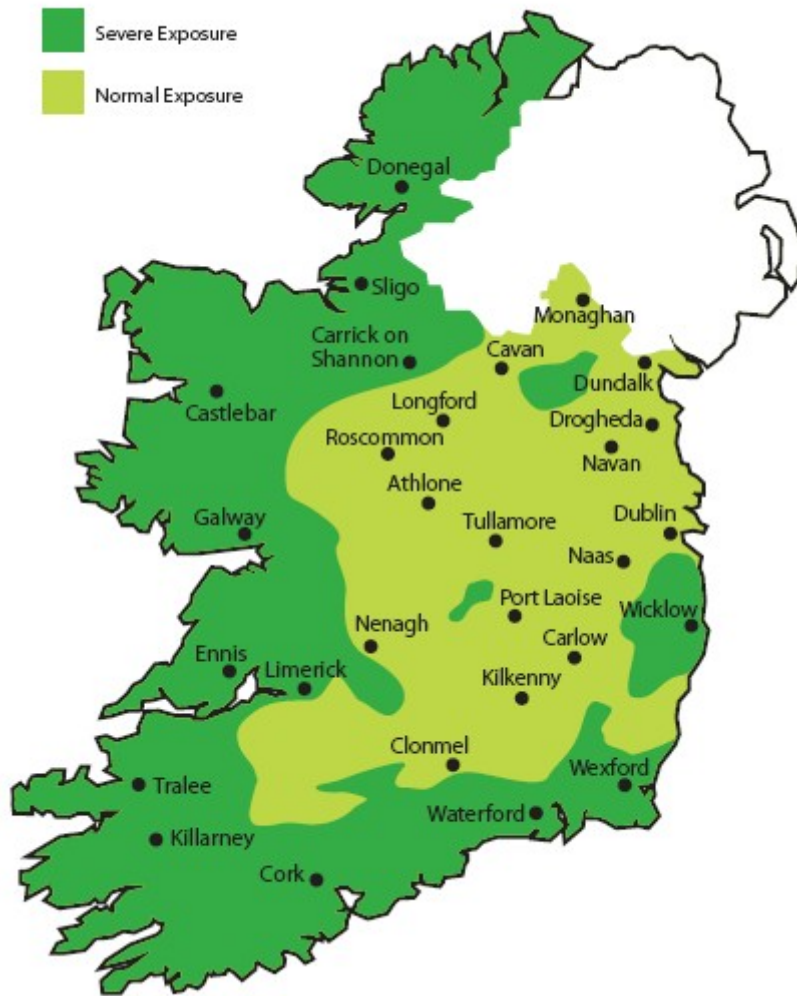 Severe Exposure
Normal Exposure
Donegal
Sligo
Monaghan
Carrick on
Shannon
Cavan
Dundalk
Castlebar
Longford
Drogheda
Roscommon
Navan
Athlone
Galway
Tullamore
Dublin
Naas
Port Laoise
Wicklow
Nenagh
Carlow
Ennis
Limerick
Kilkenny
Clonmel
Wexford
Tralee
Waterford
Killarney
Cork